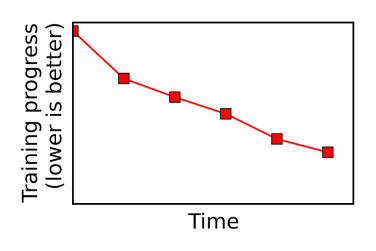 Training progress
(lower is better)
Time